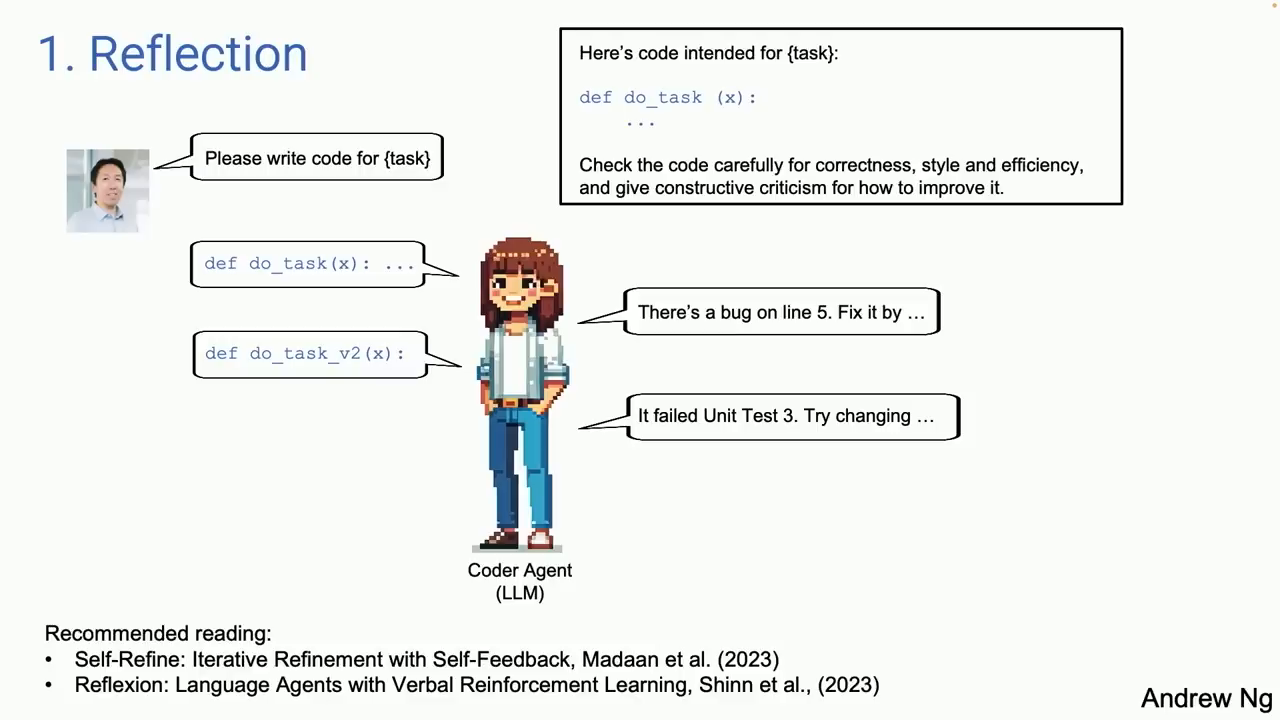 1. Reflection
Here’s code intended for {task}:
def do_task (x):
...
Check the code carefully for correctness, style and efficiency,
and give constructive criticism for how to improve it.
Please write code for {task}
def do_task(x): ...
There’s a bug on line 5. Fix it by …
def do_task_v2(x):
It failed Unit Test 3. Try changing …
Coder Agent
(LLM)
Recommended reading:
• Self-Refine: Iterative Refinement with Self-Feedback, Madaan et al. (2023)
• Reflexion: Language Agents with Verbal Reinforcement Learning, Shinn et al., (2023)
Andrew Ng